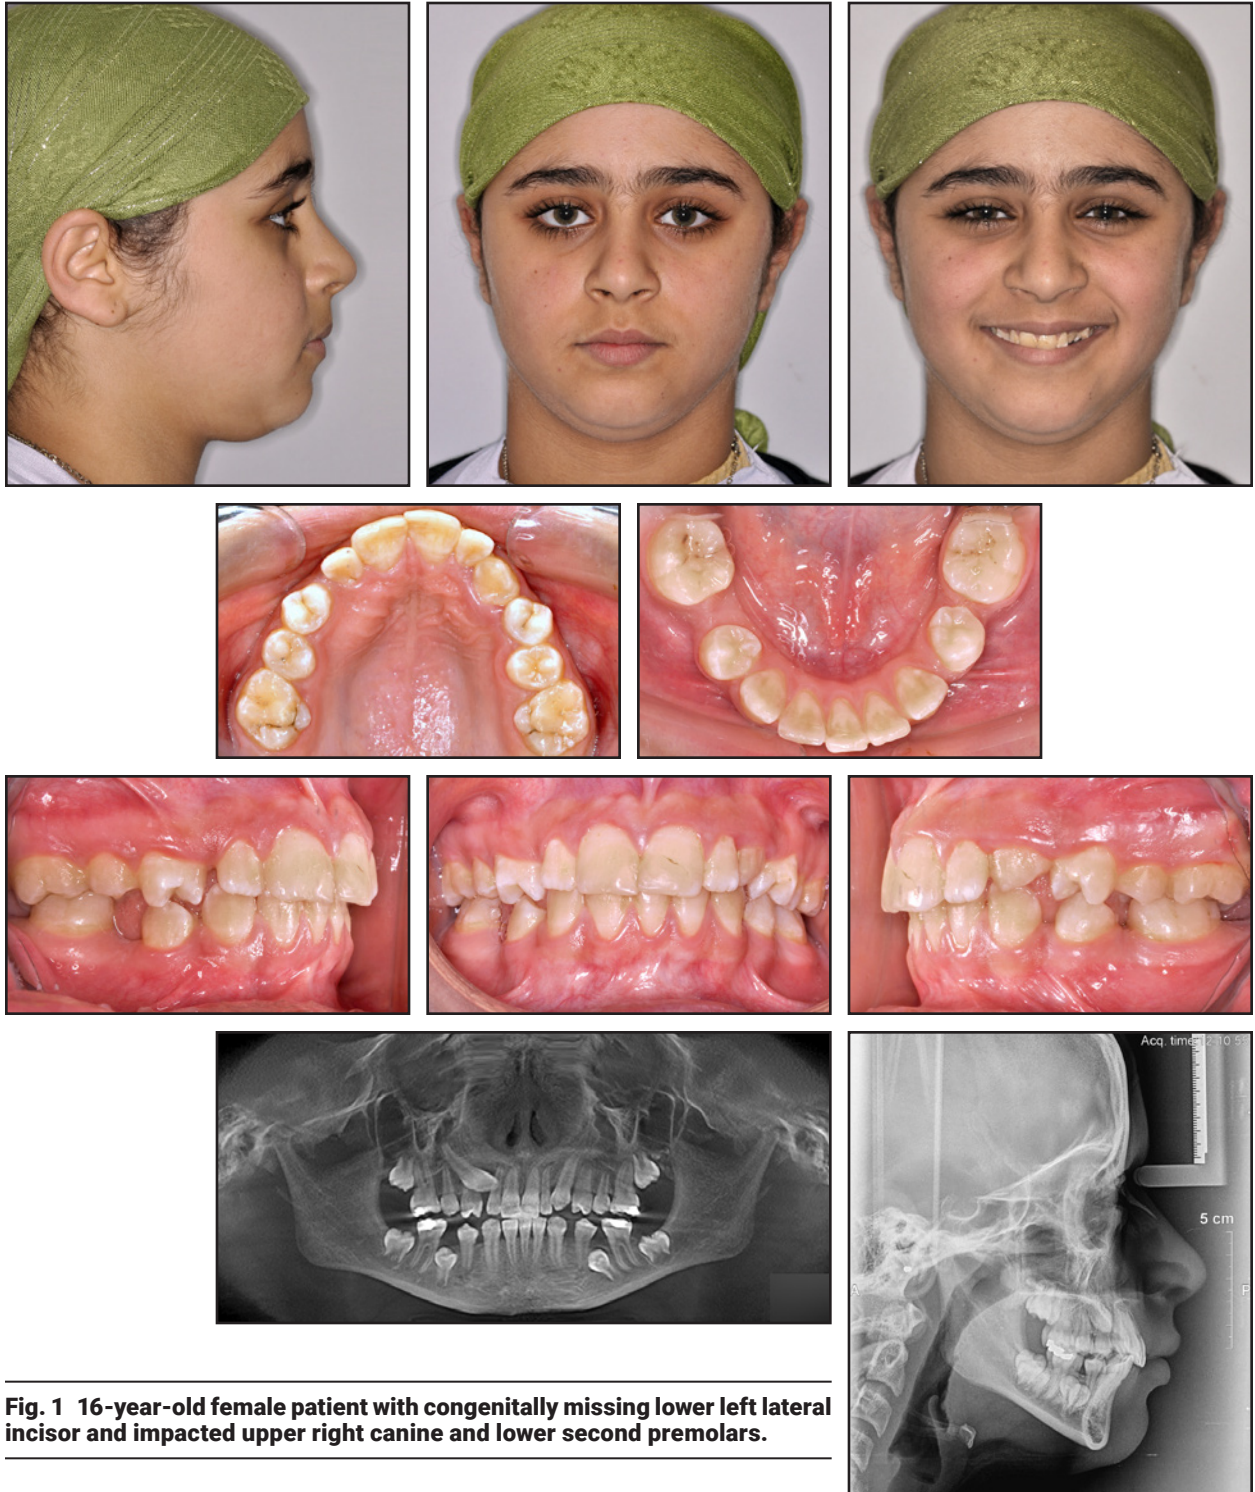 Acq. time
5 cm
A
Fig. 1 16-year-old female patient with congenitally missing lower left lateral
incisor and impacted upper right canine and lower second premolars.